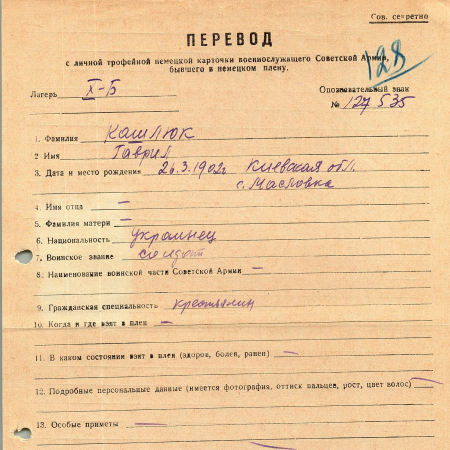 Сов. секретно
ПЕРЕВОД
с личной трофейной немецкой карточки военнослужащего Советской Армии,
бывшего в немецком плену.
128
Лагерь X-Б
Опознавательный знак
№ 127535
1. Фамилия Кашлюк
2 Имя Гаврил
3. Дата и место рождения 26.3.1902г Киевская обл.
с. Масловка
4. Имя отца —
5. Фамилия матери —
6. Национальность украинец
7. Воинское звание солдат
8. Наименование воинской части Советской Армии —
9. Гражданская специальность крестьянин
10. Когда и где взят в плен —
11. В каком состоянии взят в плен (здоров, болен, ранен) —
12. Подробные персональные данные (имеется фотография, оттиск пальцев, рост, цвет волос) —
13. Особые приметы —